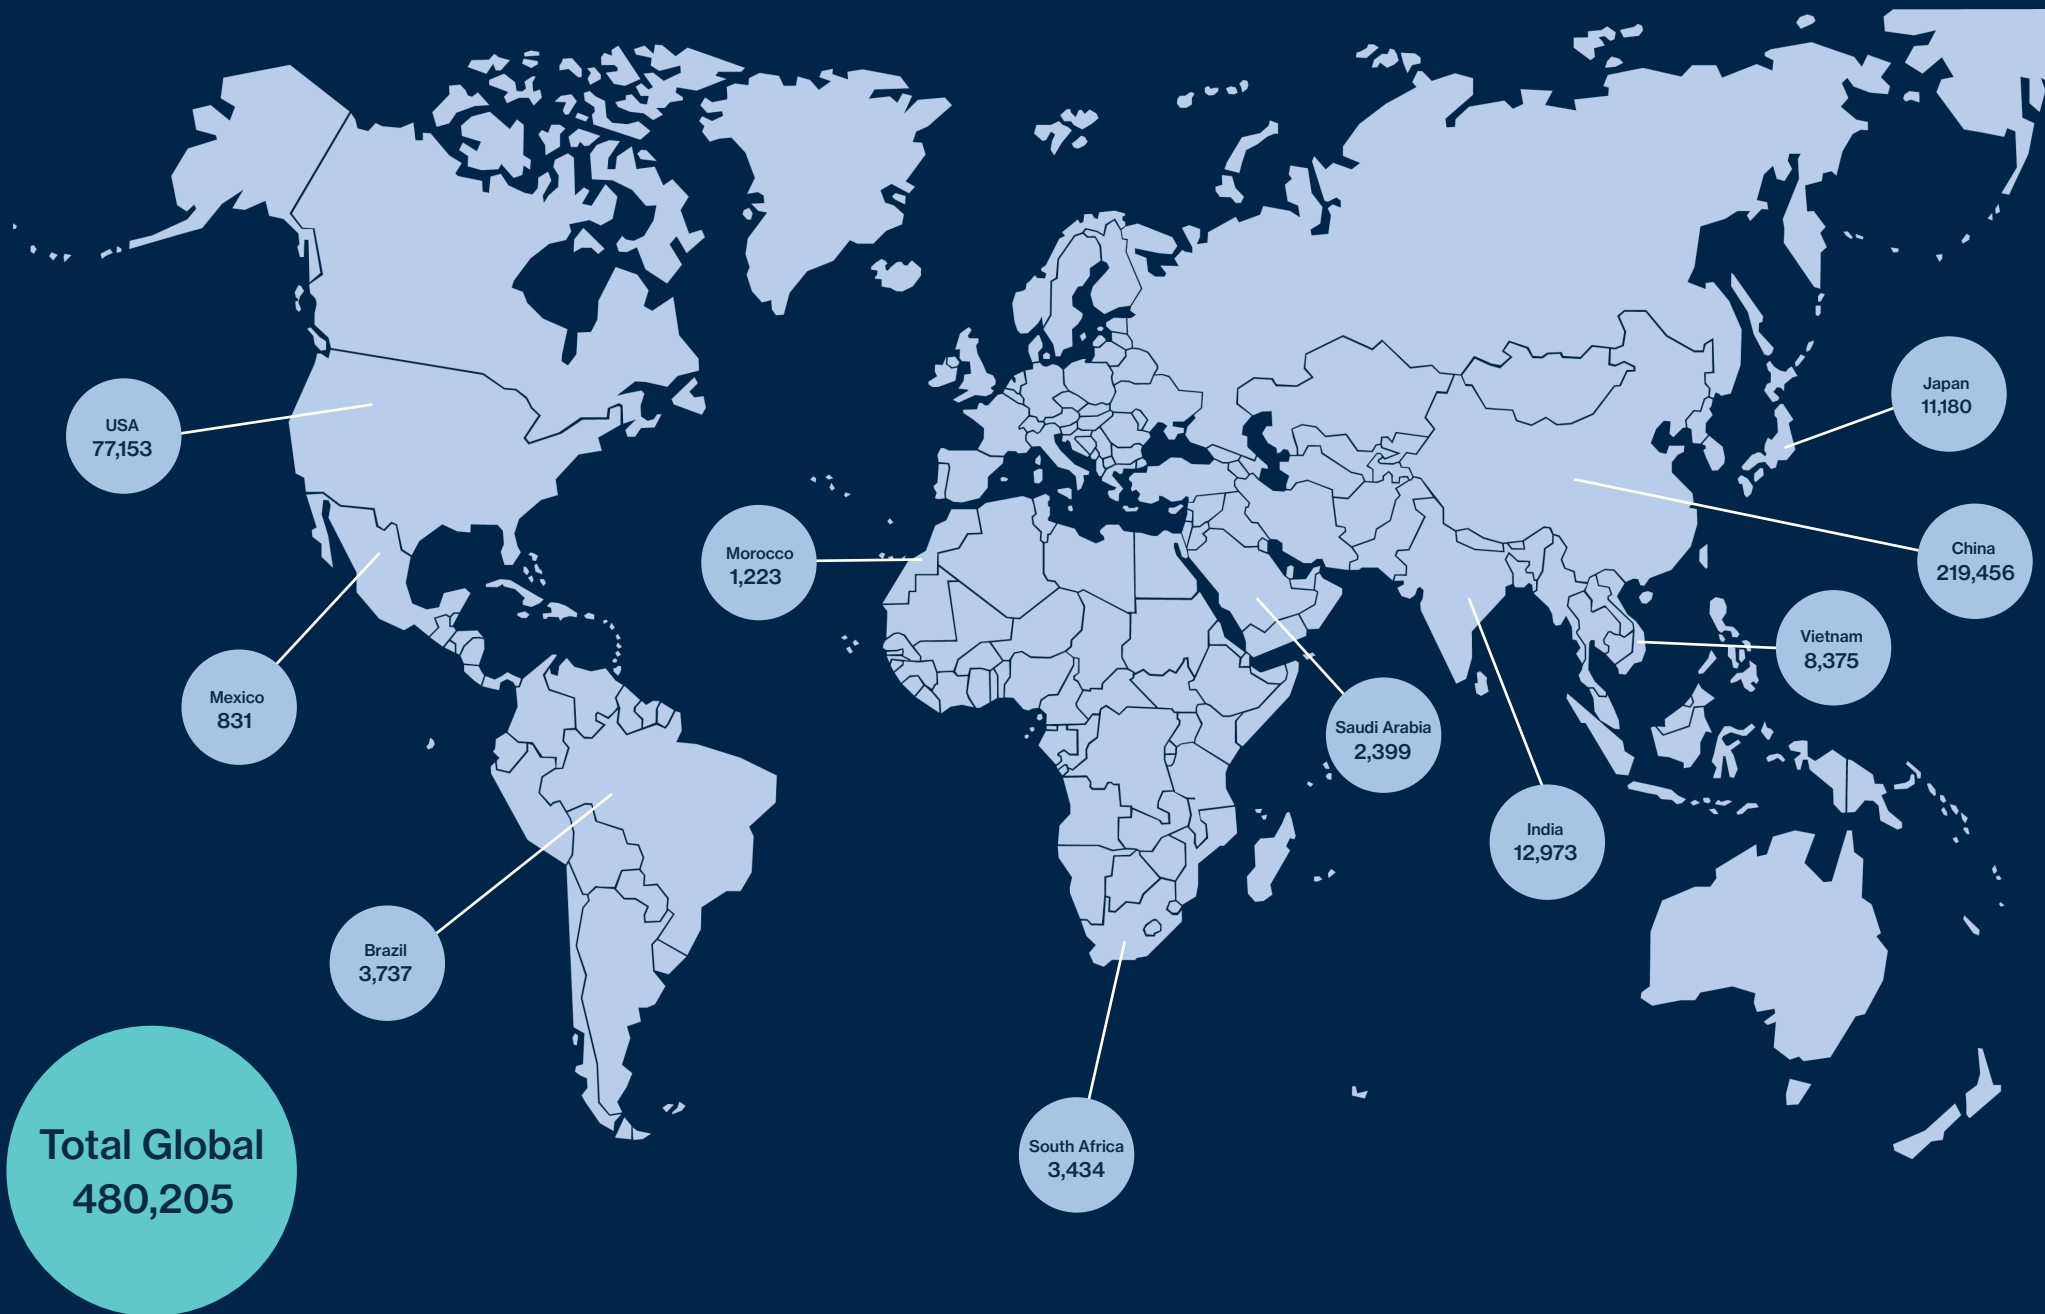 USA
77,153
Japan
11,180
Morocco
1,223
China
219,456
Vietnam
8,375
Mexico
831
Saudi Arabia
2,399
India
12,973
Brazil
3,737
South Africa
3,434
Total Global
480,205